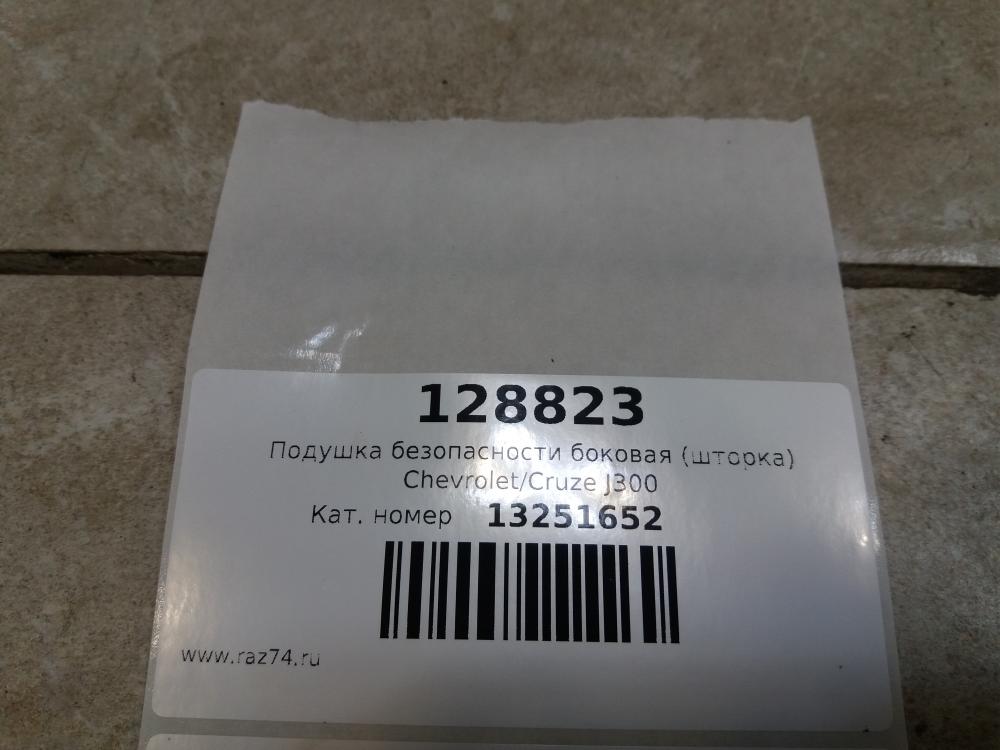 128823
Подушка безопасности боковая (шторка)
Chevrolet/Cruze J300
Кат. номер 13251652
www.raz74.ru